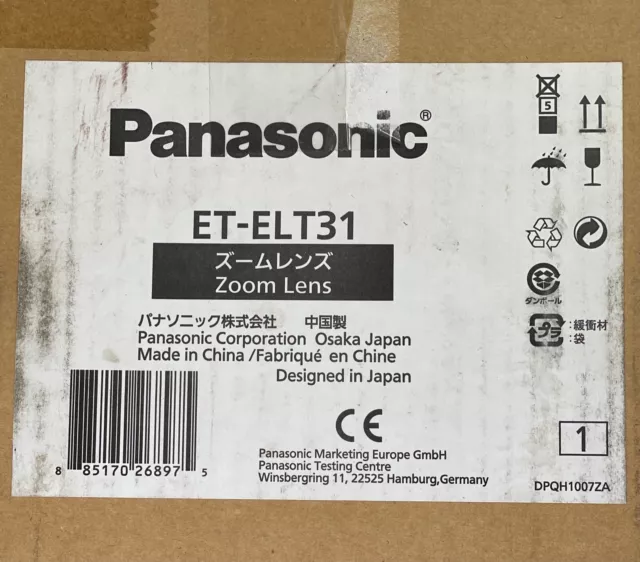 Panasonic®
ET-ELT31
ズームレンズ
Zoom Lens
パナソニック株式会社 中国製
Panasonic Corporation Osaka Japan
Made in China /Fabriqué en Chine
Designed in Japan
8 85170 26897 5
CE
Panasonic Marketing Europe GmbH
Panasonic Testing Centre
Winsbergring 11, 22525 Hamburg,Germany
5
ダンボール
プラ :緩衝材
:袋
1
DPQH1007ZA